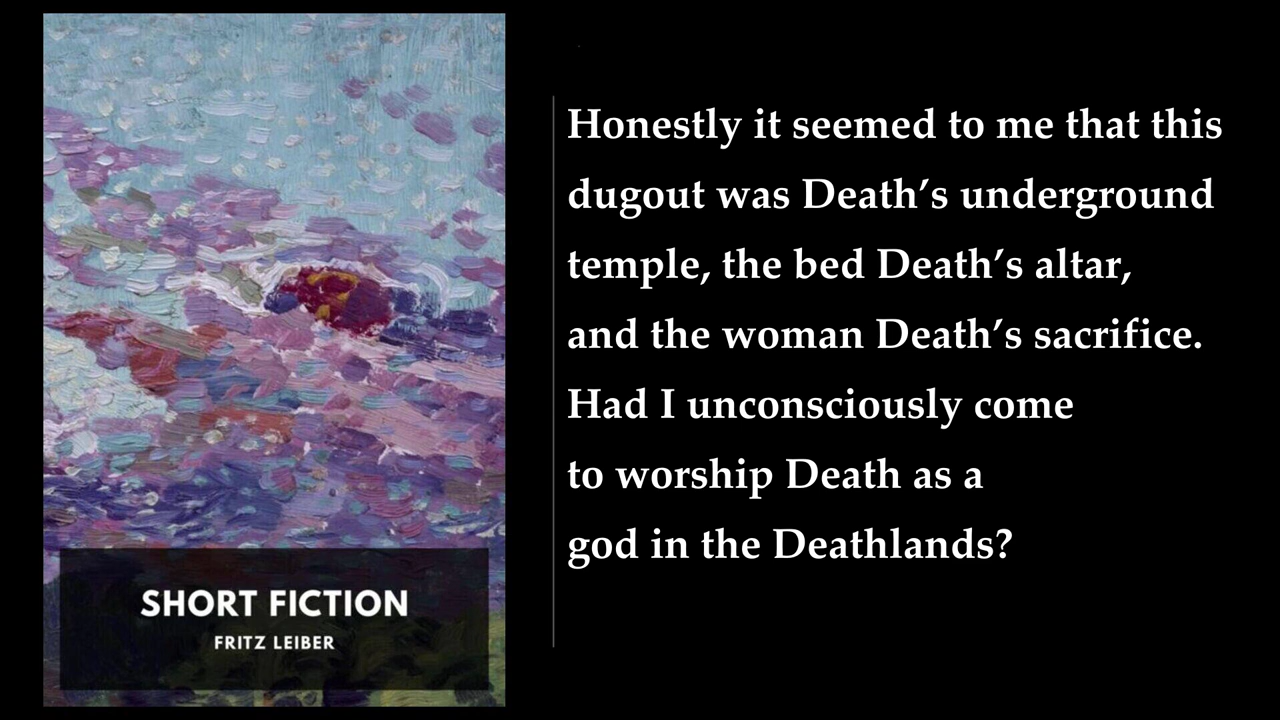 SHORT FICTION
FRITZ LEIBER
Honestly it seemed to me that this
dugout was Death’s underground
temple, the bed Death’s altar,
and the woman Death’s sacrifice.
Had I unconsciously come
to worship Death as a
god in the Deathlands?